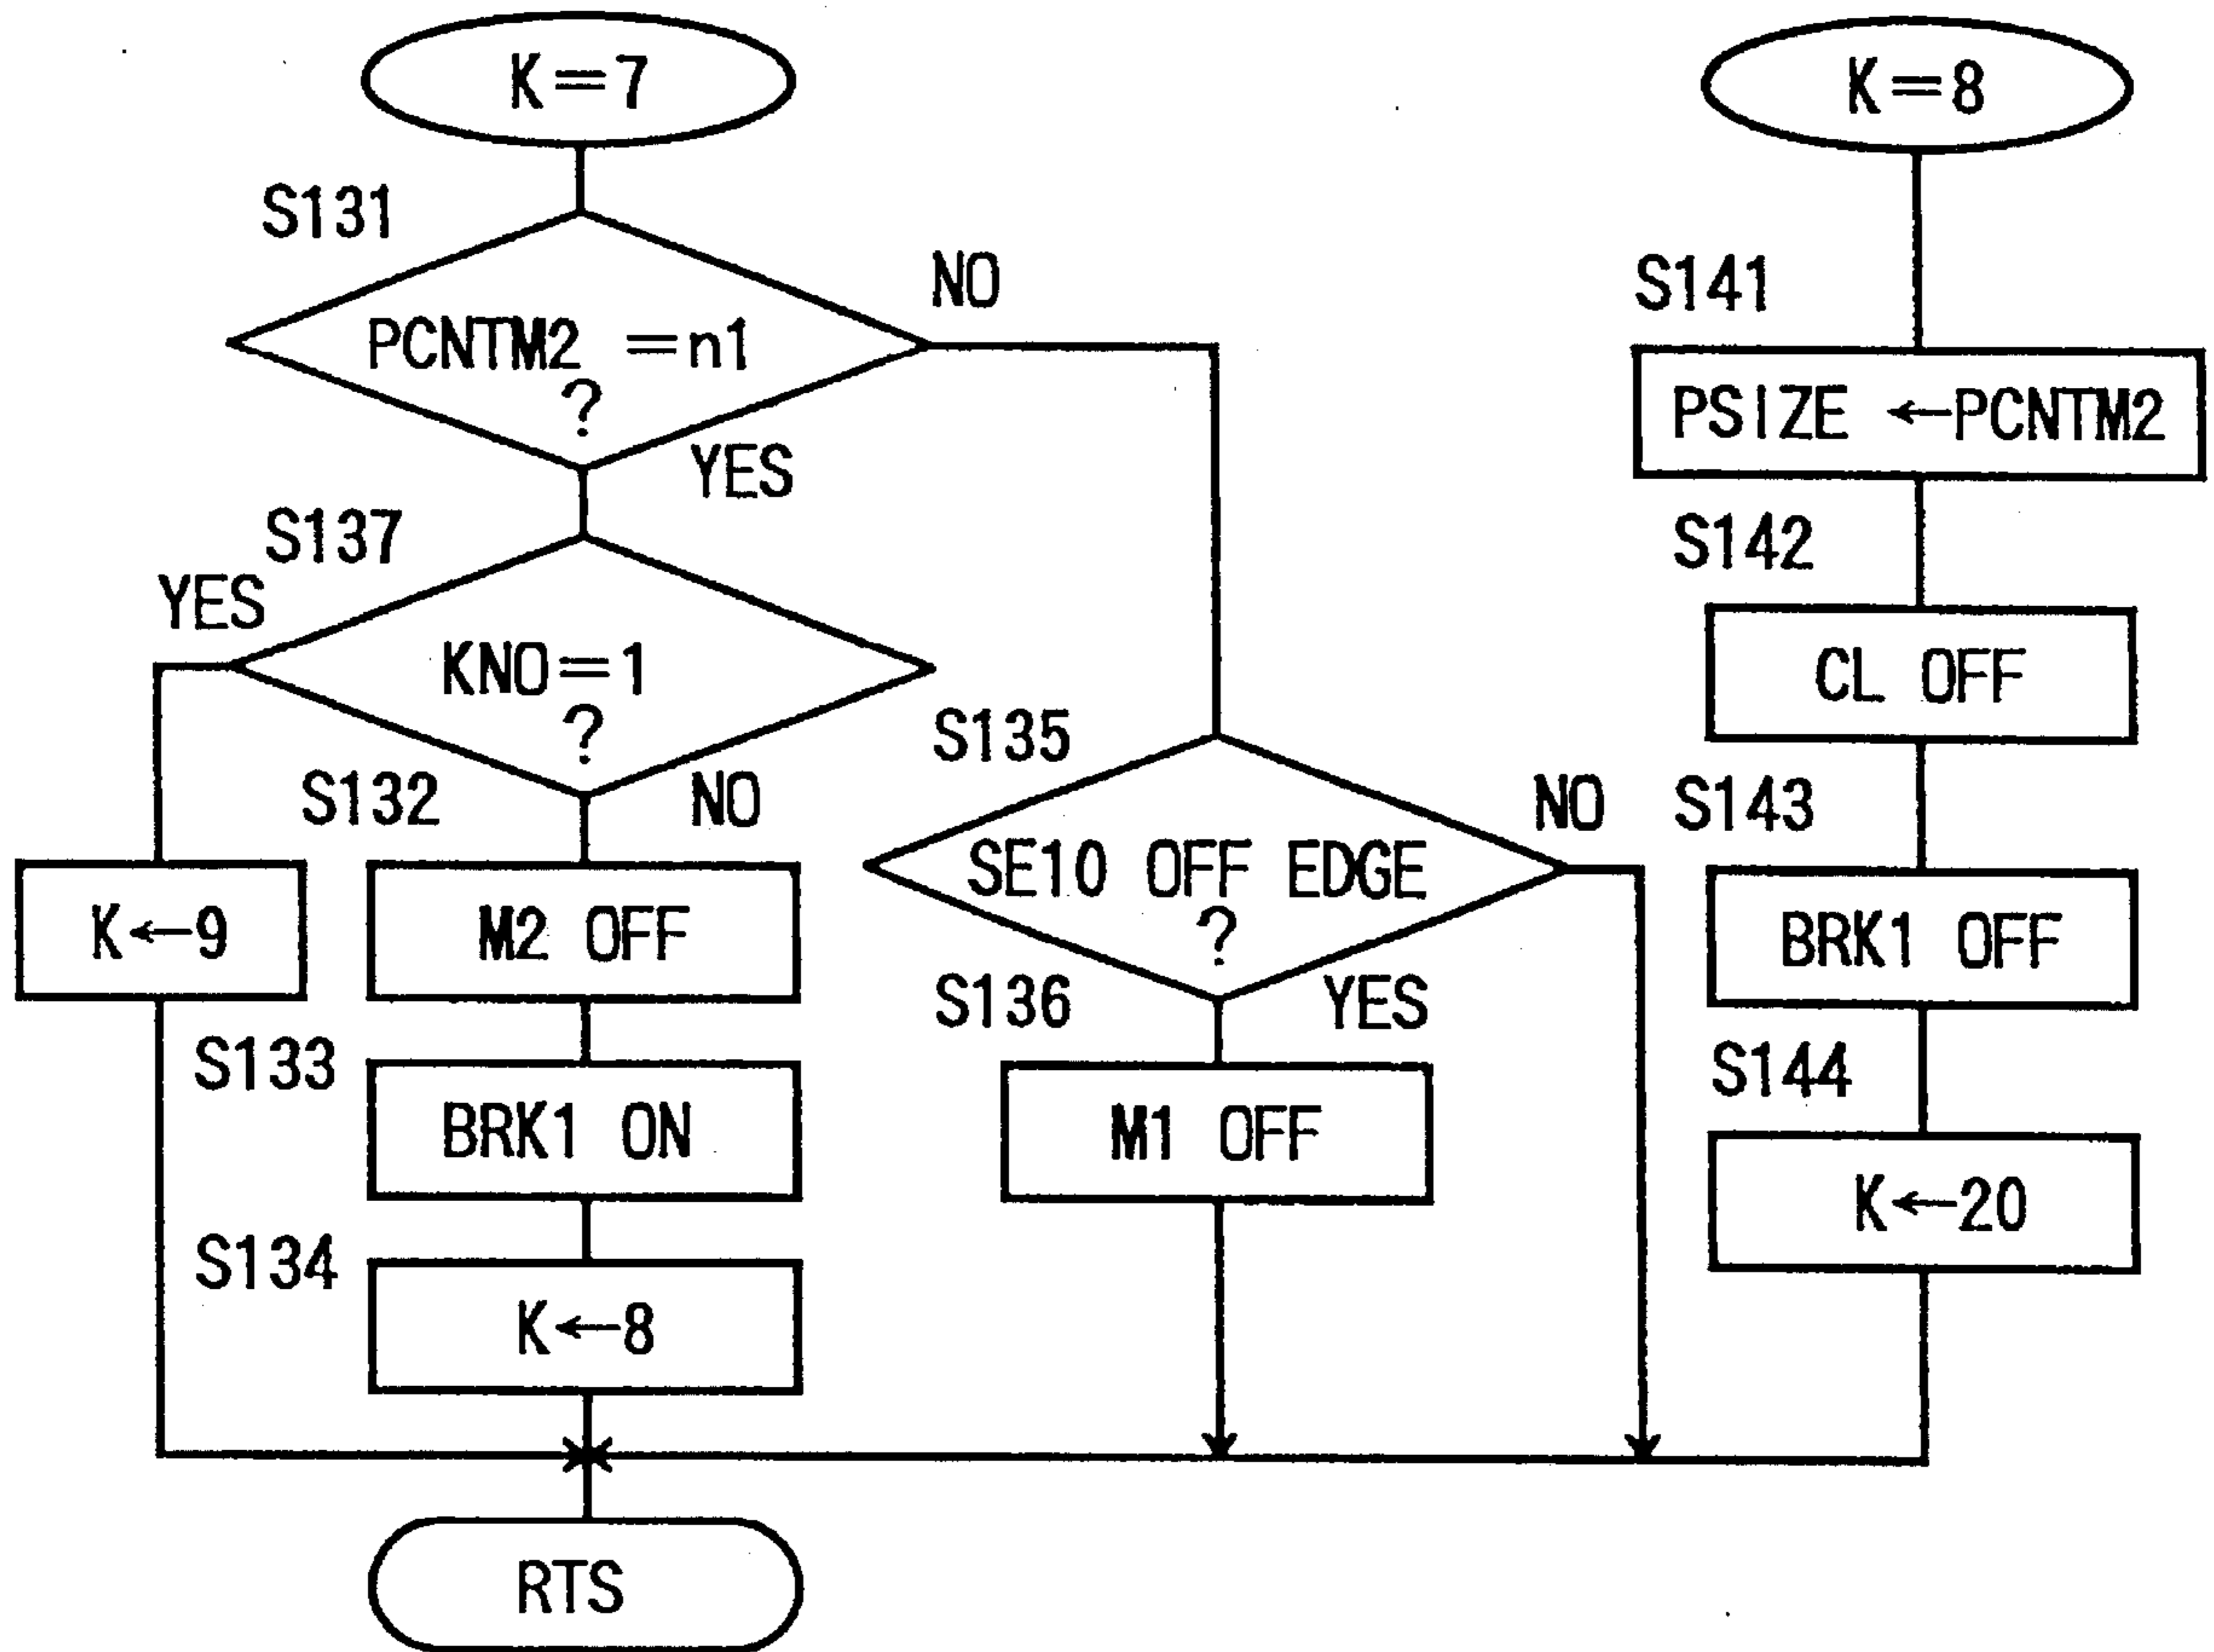 K=7
S131
PCNTM2 =n1
?
NO
YES
S137
YES
KNO=1
?
NO
K←9
S132
M2 OFF
S133
BRK1 ON
S134
K←8
S135
SE10 OFF EDGE
?
NO
YES
S136
M1 OFF
RTS
K=8
S141
PSIZE ←PCNTM2
S142
CL OFF
S143
BRK1 OFF
S144
K←20